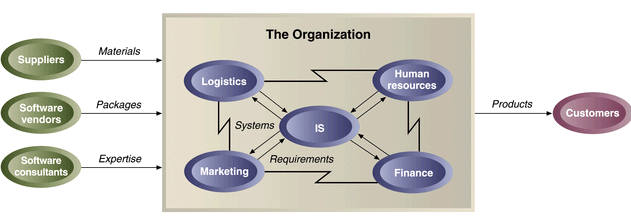 The Organization
Suppliers
Materials
Logistics
Human
resources
Software
vendors
Packages
Systems
IS
Products
Customers
Software
consultants
Expertise
Marketing
Requirements
Finance